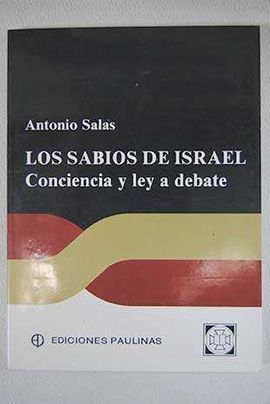 Antonio Salas
LOS SABIOS DE ISRAEL
Conciencia y ley a debate
EDICIONES PAULINAS